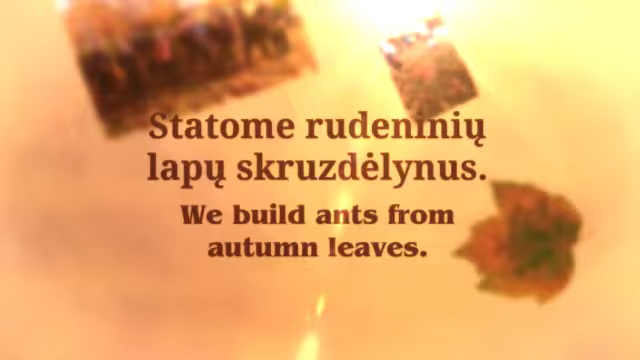 Statome rudeninių
lapų skruzdėlynus.
We build ants from
autumn leaves.